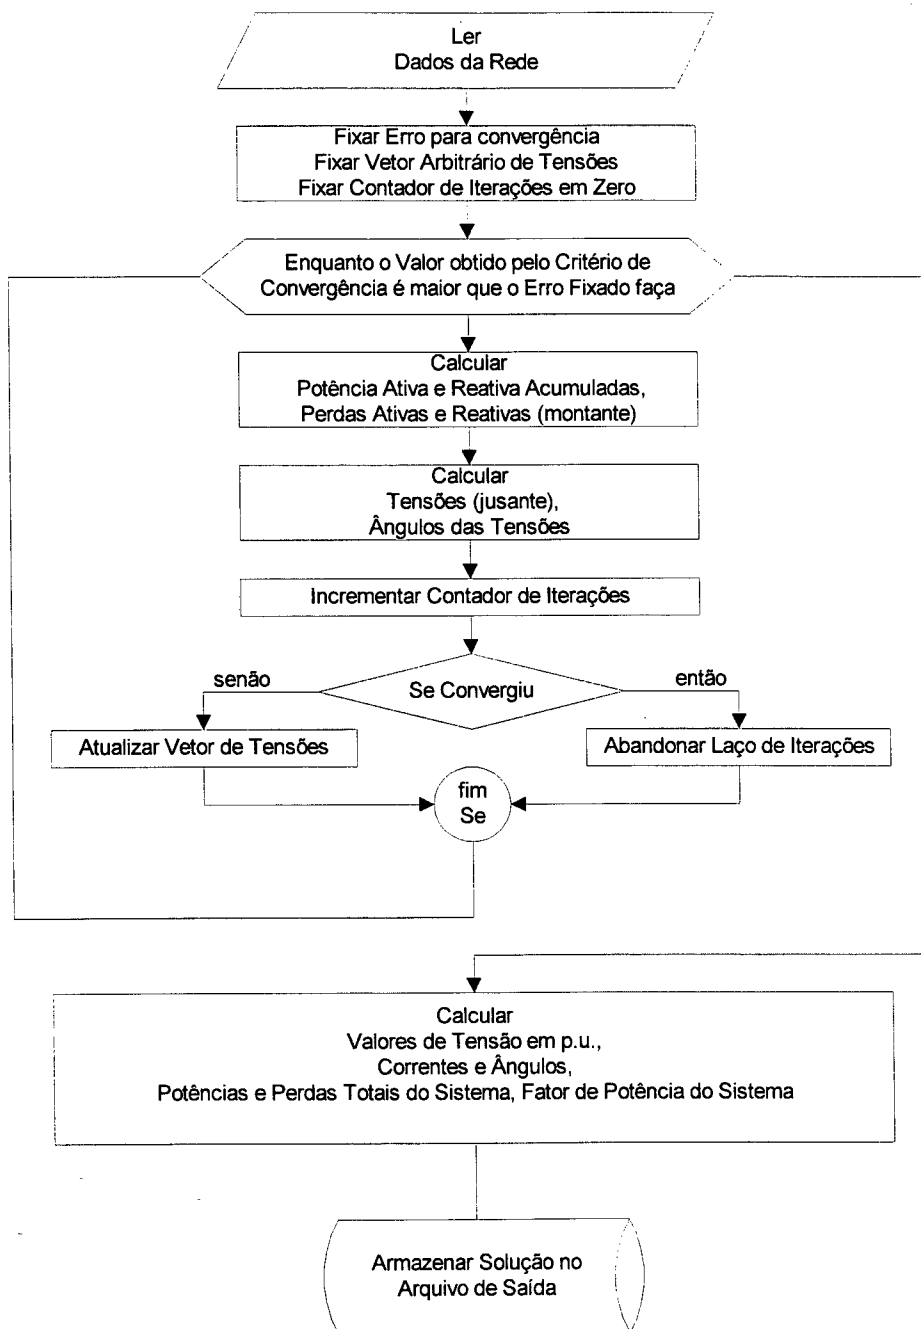 Ler
Dados da Rede
Fixar Erro para convergência
Fixar Vetor Arbitrário de Tensões
Fixar Contador de Iterações em Zero
Enquanto o Valor obtido pelo Critério de
Convergência é maior que o Erro Fixado faça
Calcular
Potência Ativa e Reativa Acumuladas,
Perdas Ativas e Reativas (montante)
Calcular
Tensões (jusante),
Ângulos das Tensões
Incrementar Contador de Iterações
senão
Se Convergiu
então
Atualizar Vetor de Tensões
Abandonar Laço de Iterações
fim
Se
Calcular
Valores de Tensão em p.u.,
Correntes e Ângulos,
Potências e Perdas Totais do Sistema, Fator de Potência do Sistema
Armazenar Solução no
Arquivo de Saída